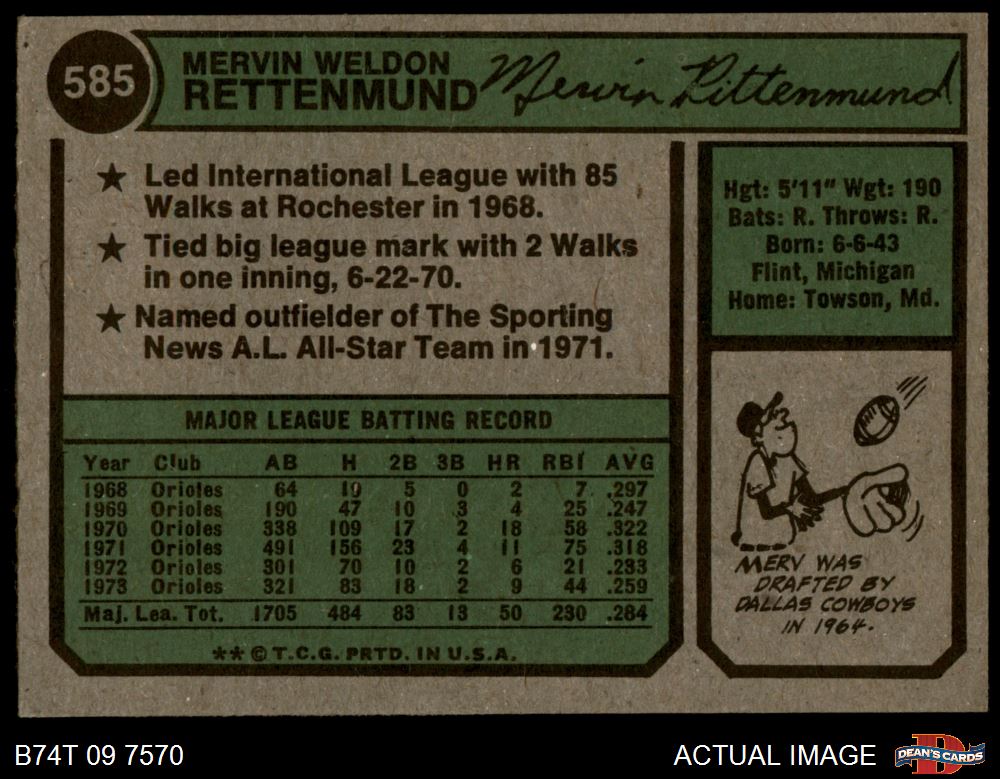 585
MERVIN WELDON
RETTENMUND
Mervin Rettenmund
★ Led International League with 85
Walks at Rochester in 1968.
★ Tied big league mark with 2 Walks
in one inning, 6-22-70.
★ Named outfielder of The Sporting
News A.L. All-Star Team in 1971.
Hgt: 5'11" Wgt: 190
Bats: R. Throws: R.
Born: 6-6-43
Flint, Michigan
Home: Towson, Md.
MAJOR LEAGUE BATTING RECORD
Year Club AB H 2B 3B HR RBI AVG
1968 Orioles 64 19 5 0 2 7 .297
1969 Orioles 190 47 10 3 4 25 .247
1970 Orioles 338 109 17 2 18 58 .322
1971 Orioles 491 156 23 4 11 75 .318
1972 Orioles 301 70 10 2 6 21 .233
1973 Orioles 321 83 18 2 9 44 .259
Maj. Lea. Tot. 1705 484 83 13 50 230 .284
** © T.C.G. PRTD. IN U.S.A.
MERV WAS
DRAFTED BY
DALLAS COWBOYS
IN 1964.
B74T 09 7570
ACTUAL IMAGE
DEAN'S CARDS